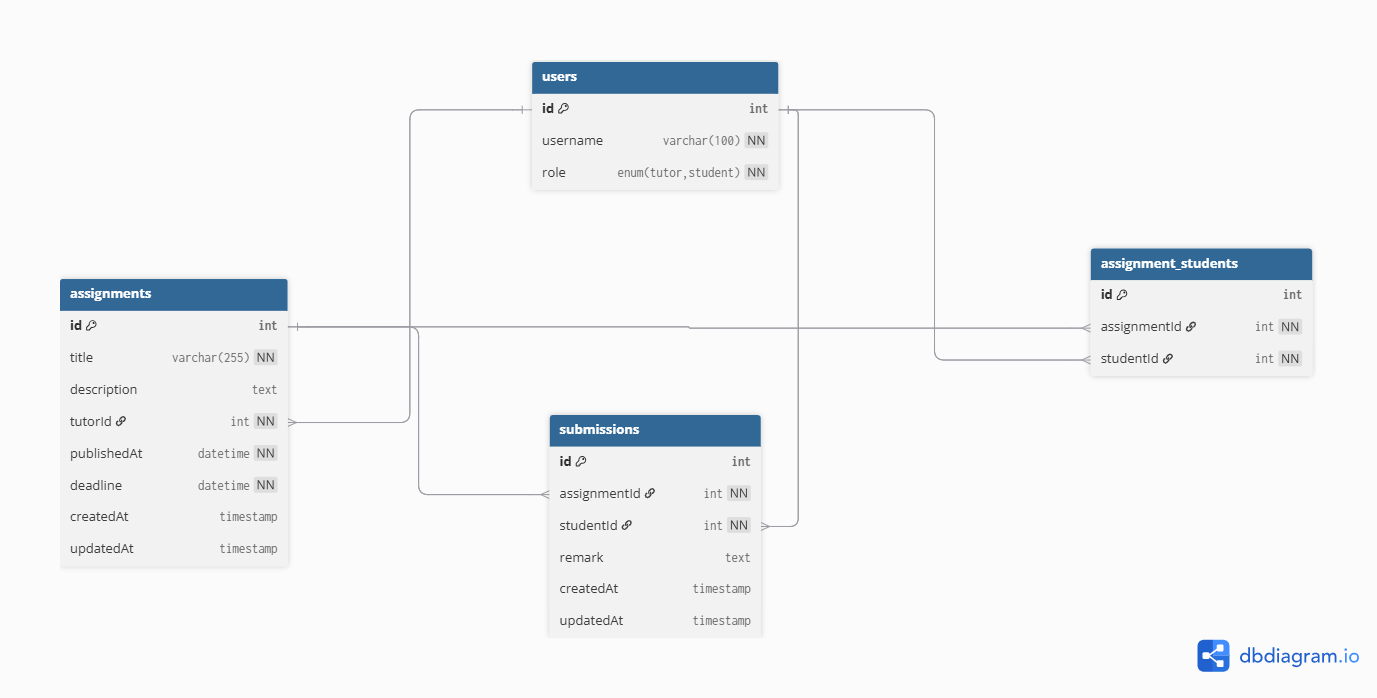 users
id int
username varchar(100) NN
role enum(tutor,student) NN
assignment_students
id int
assignmentId int NN
studentId int NN
assignments
id int
title varchar(255) NN
description text
tutorId int NN
publishedAt datetime NN
deadline datetime NN
createdAt timestamp
updatedAt timestamp
submissions
id int
assignmentId int NN
studentId int NN
remark text
createdAt timestamp
updatedAt timestamp
dbdiagram.io